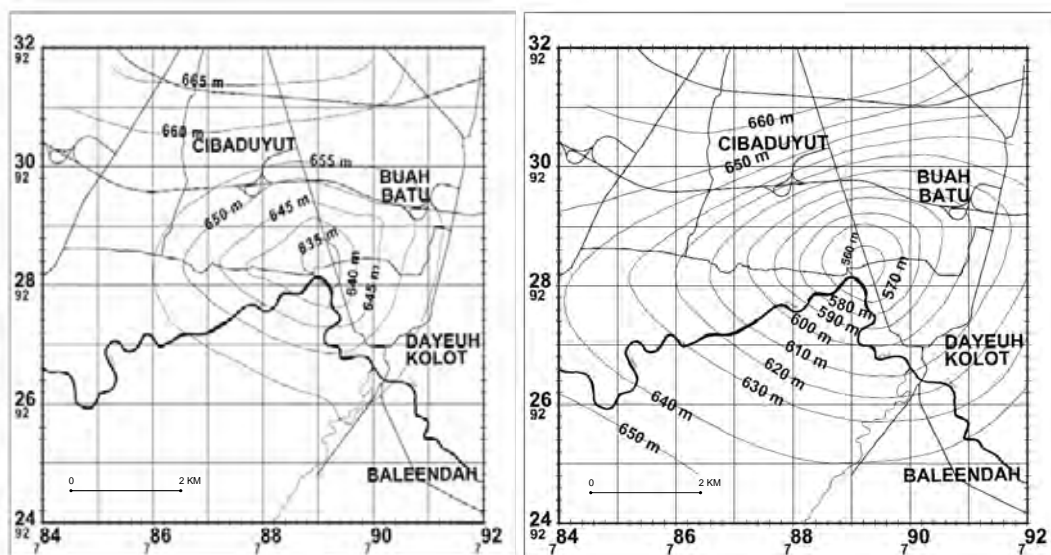 32
92
30
92
28
92
26
92
24
92
665 m
660 m
CIBADUYUT
655 m
BUAH
BATU
650 m
645 m
635 m
640 m
645 m
DAYEUH
KOLOT
BALEENDAH
0 2 KM
84
7
86
7
88
7
90
7
92
7
32
92
30
92
28
92
26
92
24
92
660 m
CIBADUYUT
650 m
BUAH
BATU
560 m
570 m
580 m
590 m
600 m
610 m
620 m
630 m
640 m
650 m
DAYEUH
KOLOT
BALEENDAH
0 2 KM
84
7
86
7
88
7
90
7
92
7